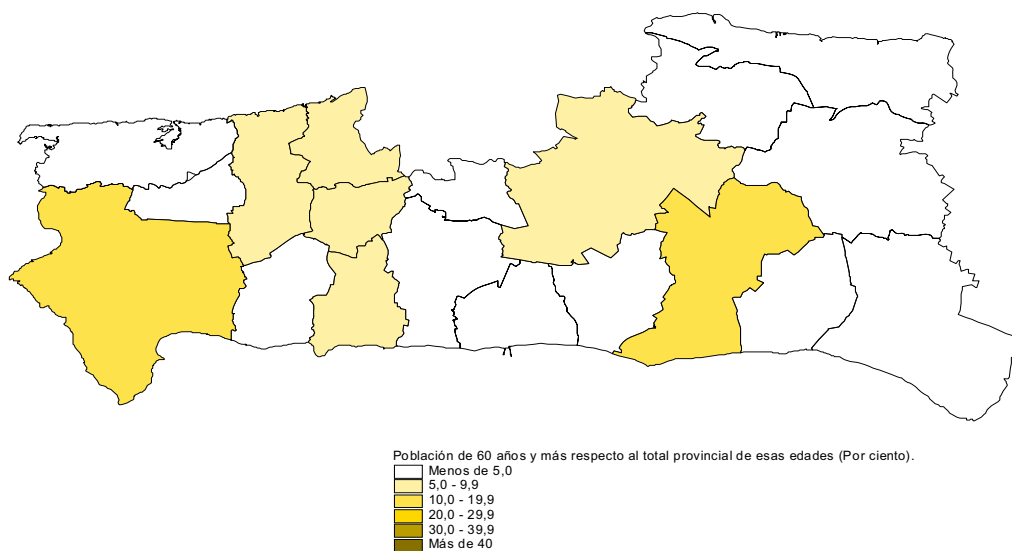 Población de 60 años y más respecto al total provincial de esas edades (Por ciento).
Menos de 5,0
5,0 - 9,9
10,0 - 19,9
20,0 - 29,9
30,0 - 39,9
Más de 40